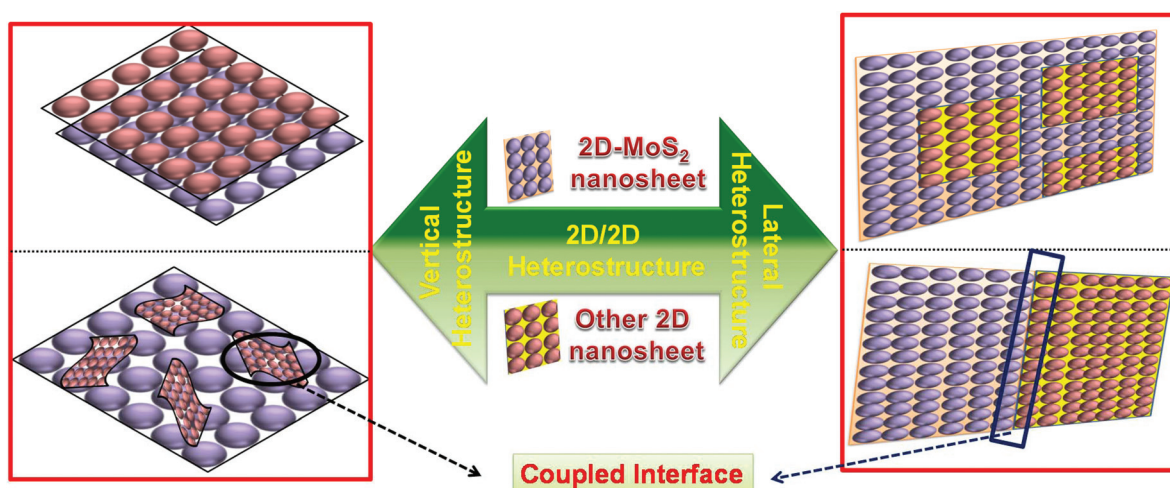 2D-MoS₂
nanosheet
Vertical
Heterostructure
2D/2D
Heterostructure
Lateral
Heterostructure
Other 2D
nanosheet
Coupled Interface